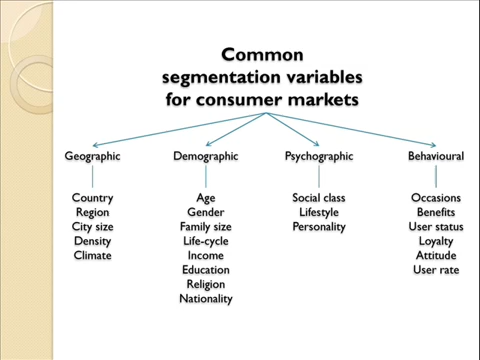 Common
segmentation variables
for consumer markets
Geographic
Country
Region
City size
Density
Climate
Demographic
Age
Gender
Family size
Life-cycle
Income
Education
Religion
Nationality
Psychographic
Social class
Lifestyle
Personality
Behavioural
Occasions
Benefits
User status
Loyalty
Attitude
User rate